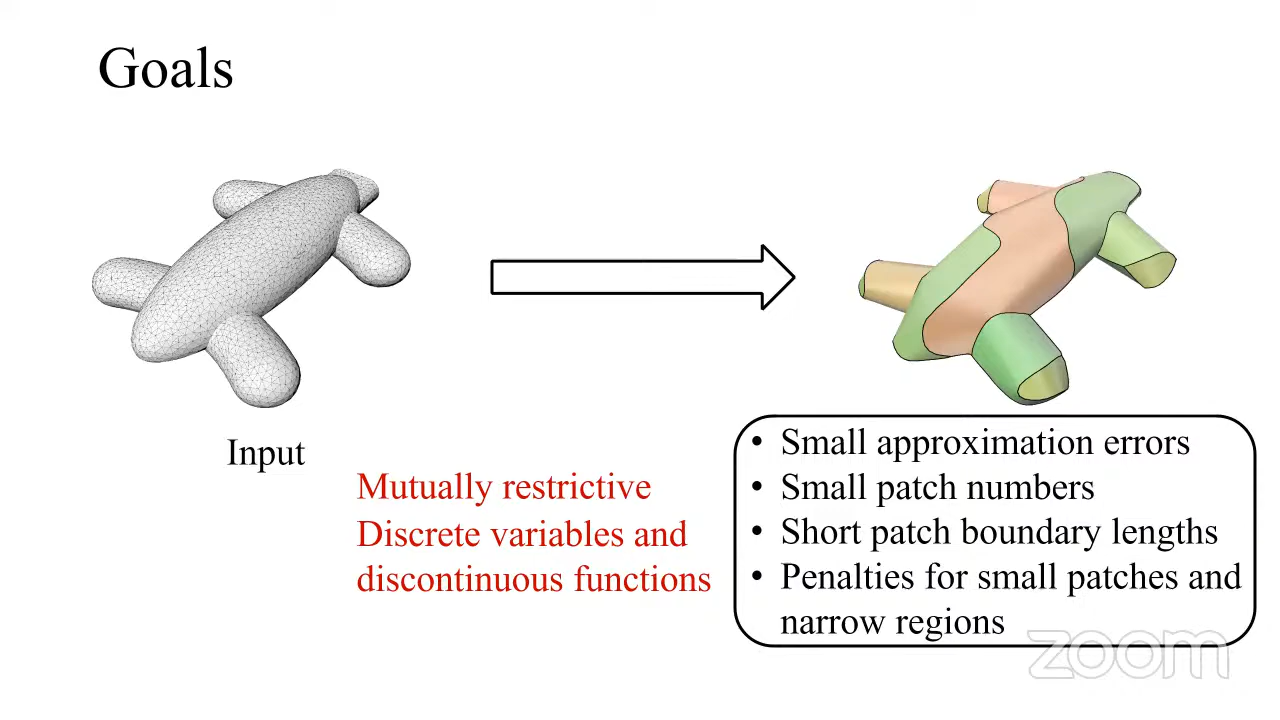 Goals
Input
Mutually restrictive
Discrete variables and
discontinuous functions
• Small approximation errors
• Small patch numbers
• Short patch boundary lengths
• Penalties for small patches and
narrow regions
zoom